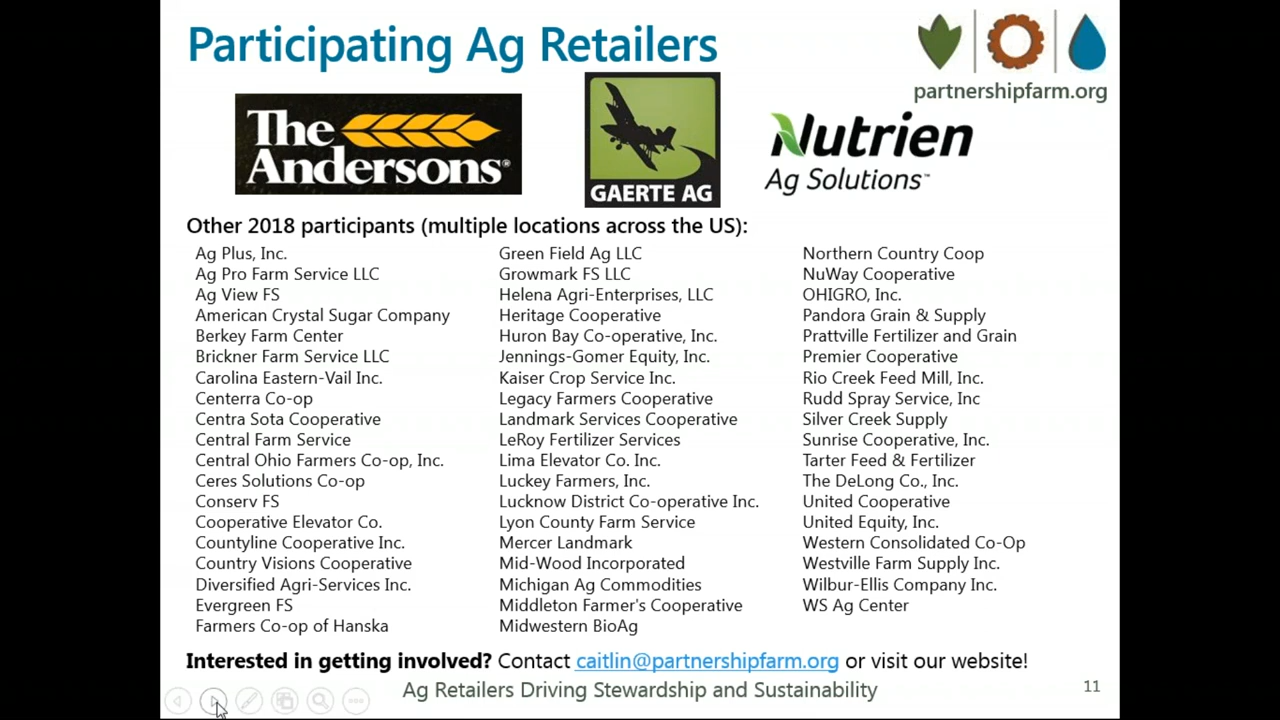 Participating Ag Retailers
partnershipfarm.org
The
Andersons®
GAERTE AG
Nutrien
Ag Solutions™
Other 2018 participants (multiple locations across the US):
Ag Plus, Inc.
Ag Pro Farm Service LLC
Ag View FS
American Crystal Sugar Company
Berkey Farm Center
Brickner Farm Service LLC
Carolina Eastern-Vail Inc.
Centerra Co-op
Centra Sota Cooperative
Central Farm Service
Central Ohio Farmers Co-op, Inc.
Ceres Solutions Co-op
Conserv FS
Cooperative Elevator Co.
Countyline Cooperative Inc.
Country Visions Cooperative
Diversified Agri-Services Inc.
Evergreen FS
Farmers Co-op of Hanska
Green Field Ag LLC
Growmark FS LLC
Helena Agri-Enterprises, LLC
Heritage Cooperative
Huron Bay Co-operative, Inc.
Jennings-Gomer Equity, Inc.
Kaiser Crop Service Inc.
Legacy Farmers Cooperative
Landmark Services Cooperative
LeRoy Fertilizer Services
Lima Elevator Co. Inc.
Luckey Farmers, Inc.
Lucknow District Co-operative Inc.
Lyon County Farm Service
Mercer Landmark
Mid-Wood Incorporated
Michigan Ag Commodities
Middleton Farmer's Cooperative
Midwestern BioAg
Northern Country Coop
NuWay Cooperative
OHIGRO, Inc.
Pandora Grain & Supply
Prattville Fertilizer and Grain
Premier Cooperative
Rio Creek Feed Mill, Inc.
Rudd Spray Service, Inc
Silver Creek Supply
Sunrise Cooperative, Inc.
Tarter Feed & Fertilizer
The DeLong Co., Inc.
United Cooperative
United Equity, Inc.
Western Consolidated Co-Op
Westville Farm Supply Inc.
Wilbur-Ellis Company Inc.
WS Ag Center
Interested in getting involved? Contact caitlin@partnershipfarm.org or visit our website!
Ag Retailers Driving Stewardship and Sustainability
11